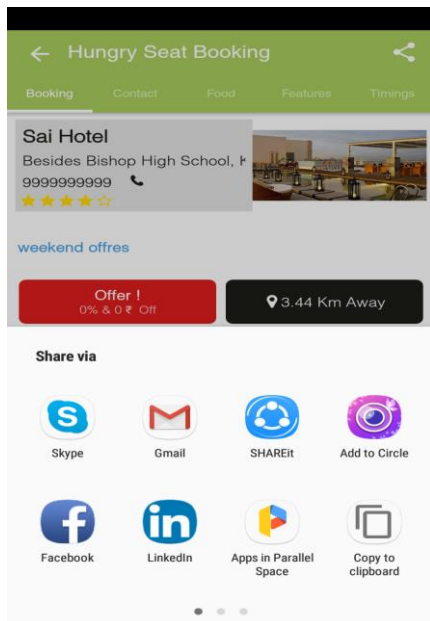 Hungry Seat Booking
Booking Contact Food Features Timings
Sai Hotel
Besides Bishop High School, K
9999999999
weekend offres
Offer !
0% & 0 ₹ Off
3.44 Km Away
Share via
Skype Gmail SHAREit Add to Circle
Facebook LinkedIn Apps in Parallel Space Copy to clipboard